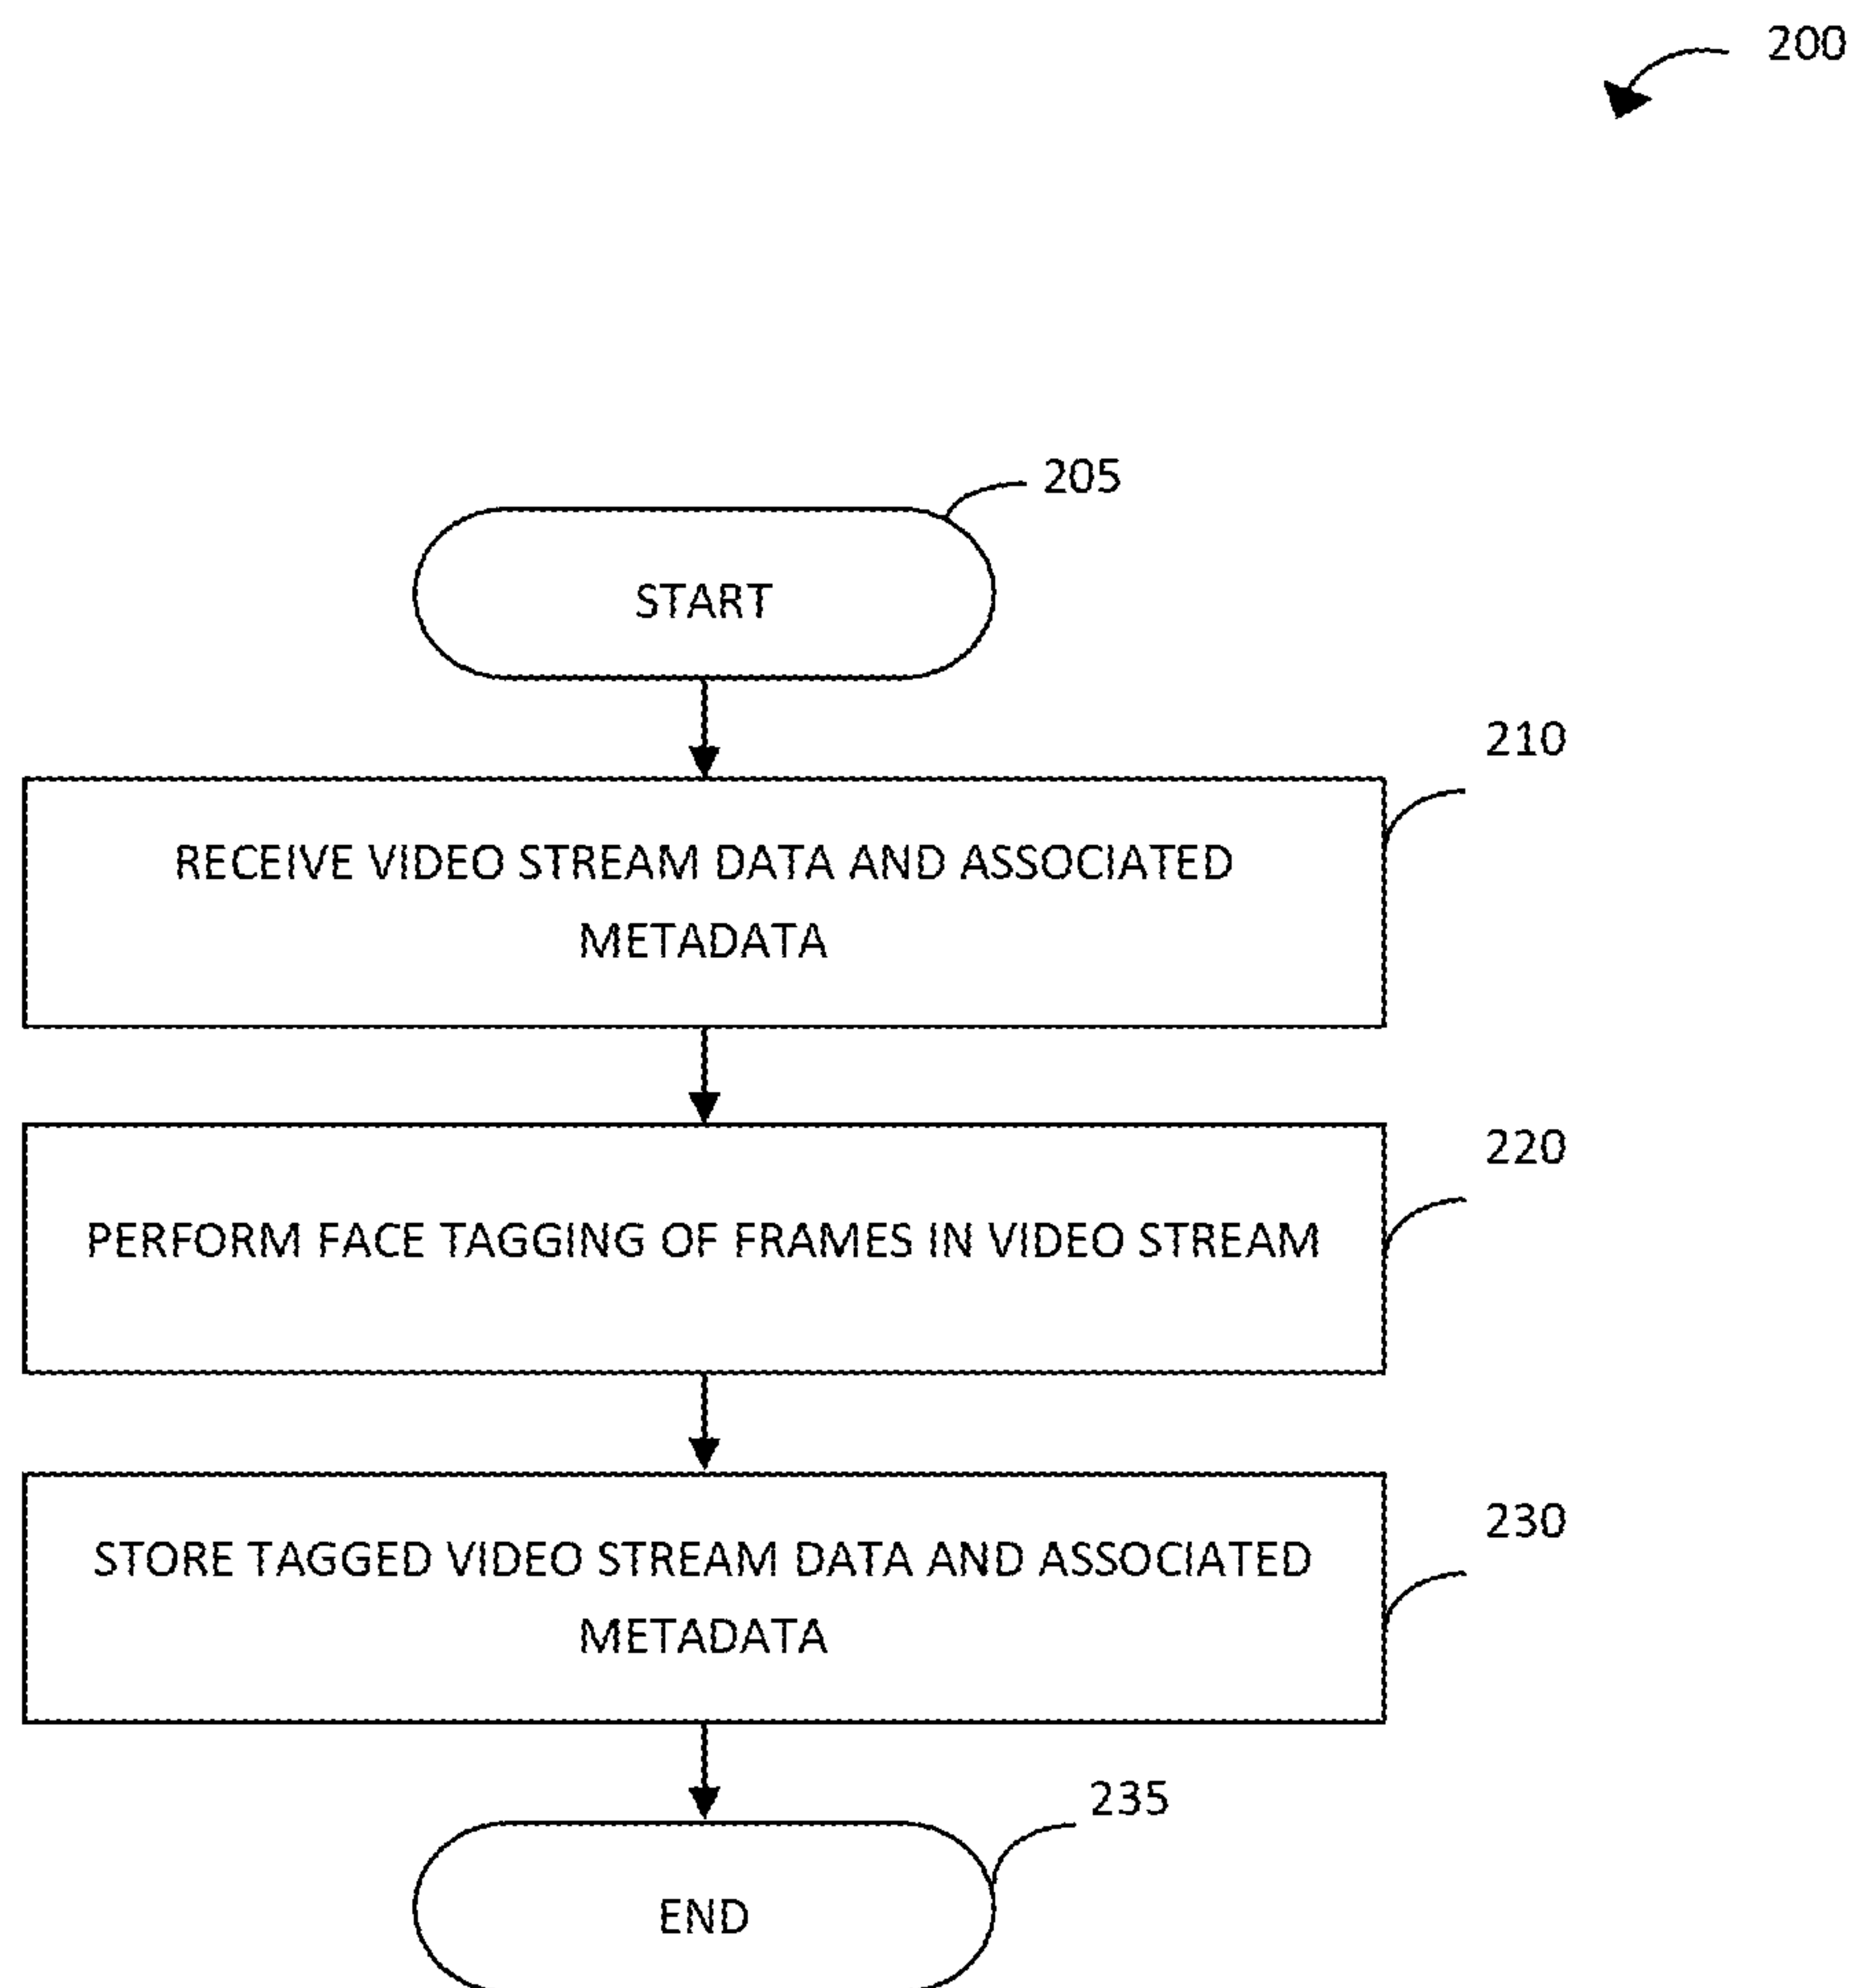 200
205
START
210
RECEIVE VIDEO STREAM DATA AND ASSOCIATED
METADATA
220
PERFORM FACE TAGGING OF FRAMES IN VIDEO STREAM
230
STORE TAGGED VIDEO STREAM DATA AND ASSOCIATED
METADATA
235
END